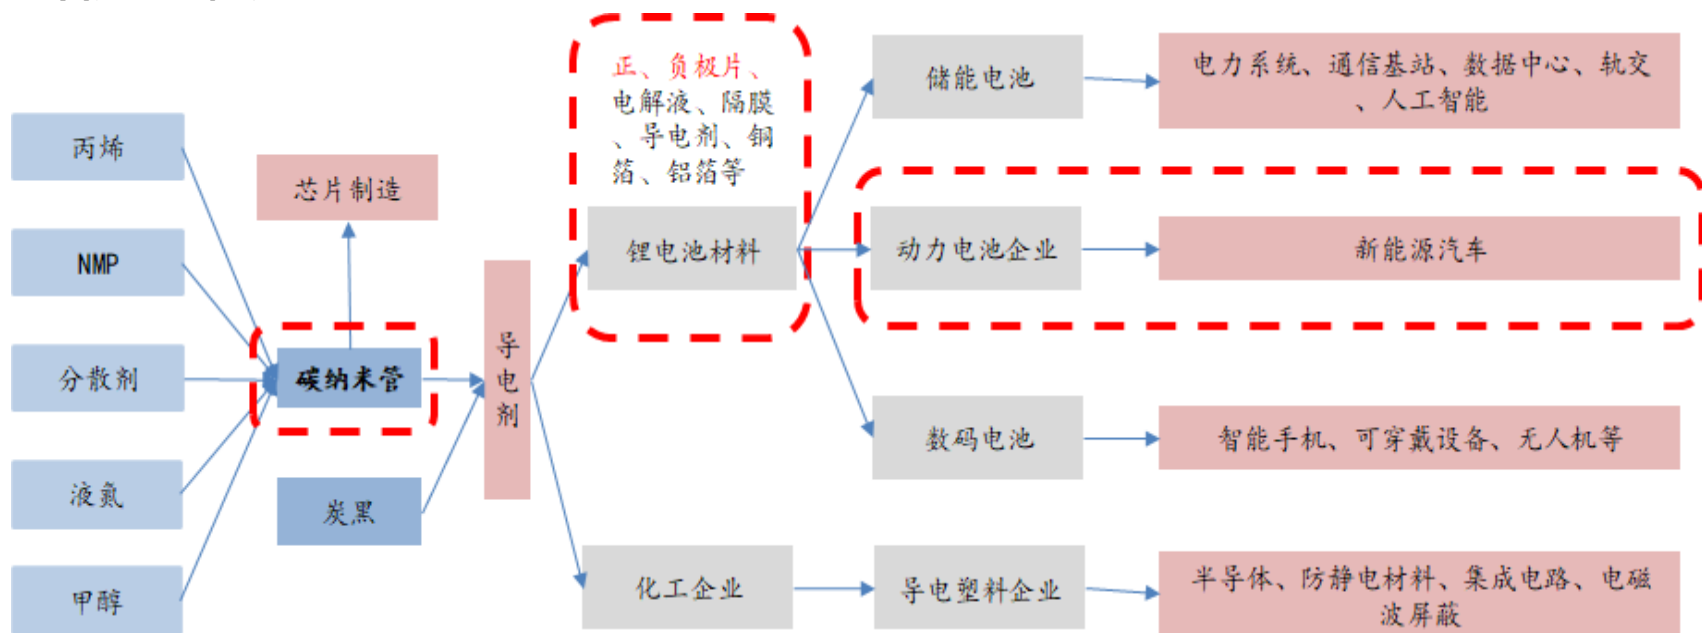 正、负极片、
电解液、隔膜
、导电剂、铜
箔、铝箔等
储能电池
电力系统、通信基站、数据中心、轨交
、人工智能
丙烯
芯片制造
NMP
锂电池材料
动力电池企业
新能源汽车
分散剂
碳纳米管
导
电
剂
数码电池
智能手机、可穿戴设备、无人机等
液氮
炭黑
甲醇
化工企业
导电塑料企业
半导体、防静电材料、集成电路、电磁
波屏蔽